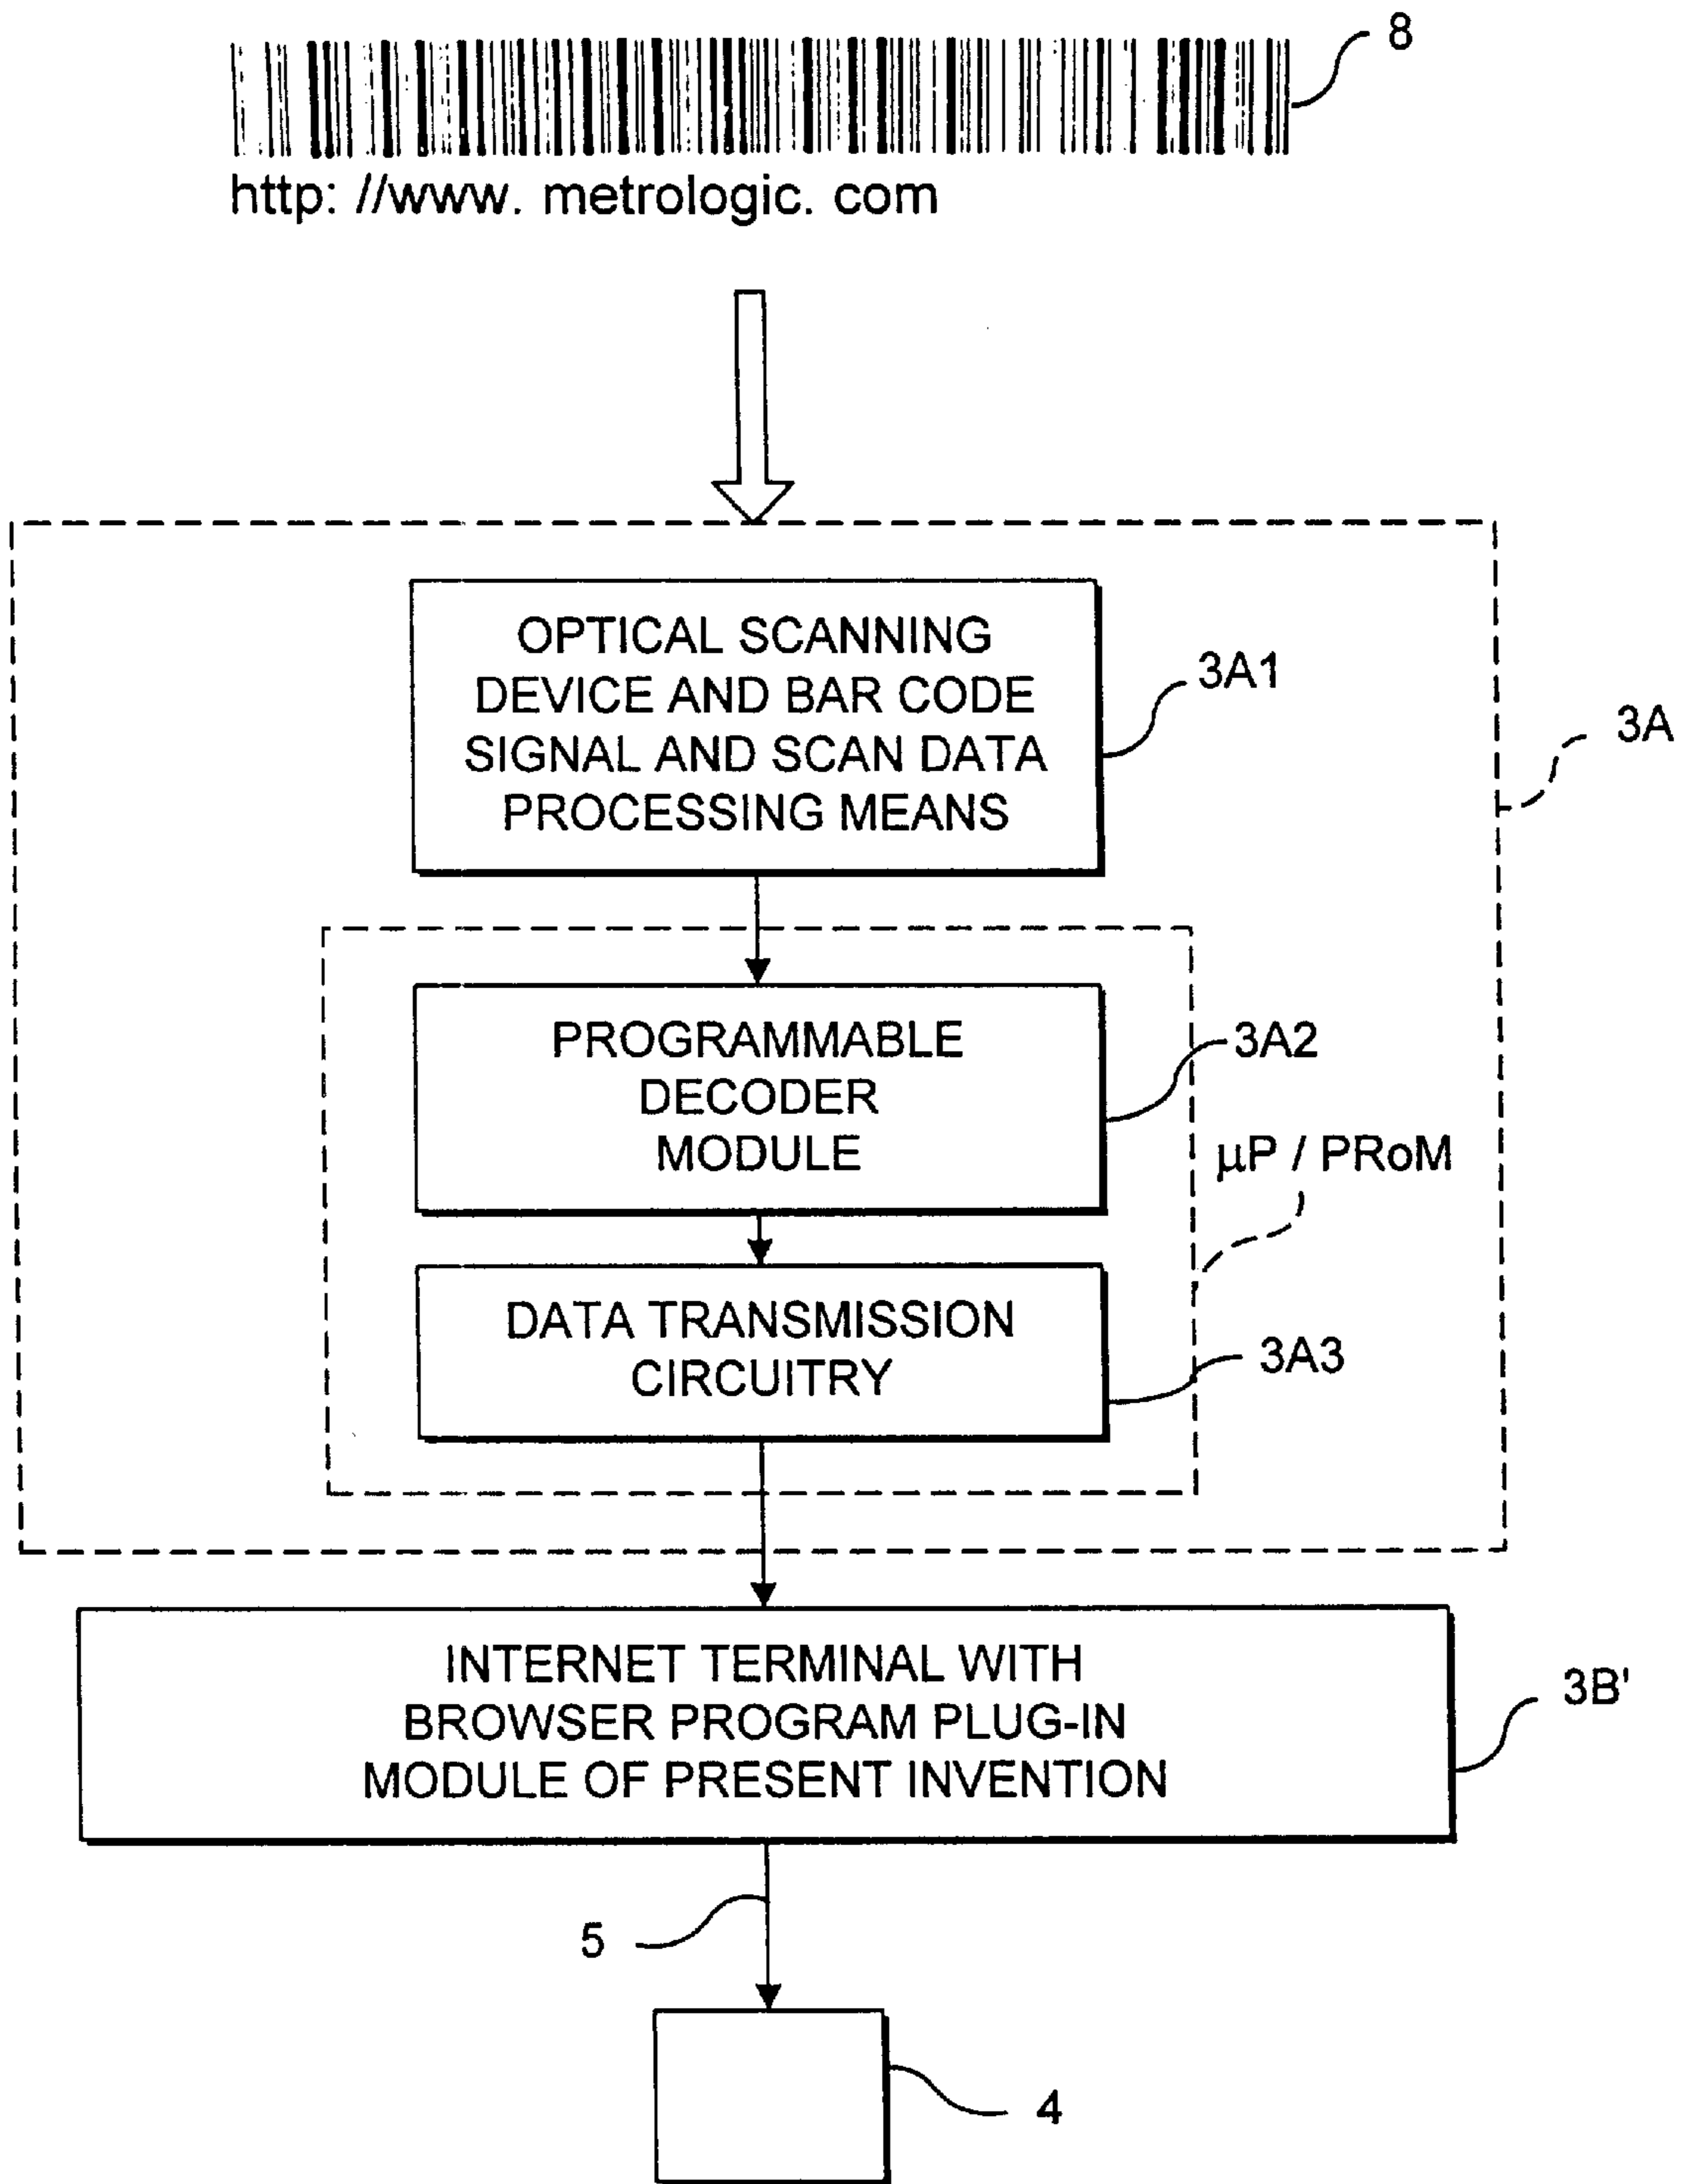 8
http: //www. metrologic. com
OPTICAL SCANNING
DEVICE AND BAR CODE
SIGNAL AND SCAN DATA
PROCESSING MEANS
3A1
3A
PROGRAMMABLE
DECODER
MODULE
3A2
µP / PRoM
DATA TRANSMISSION
CIRCUITRY
3A3
INTERNET TERMINAL WITH
BROWSER PROGRAM PLUG-IN
MODULE OF PRESENT INVENTION
3B'
5
4